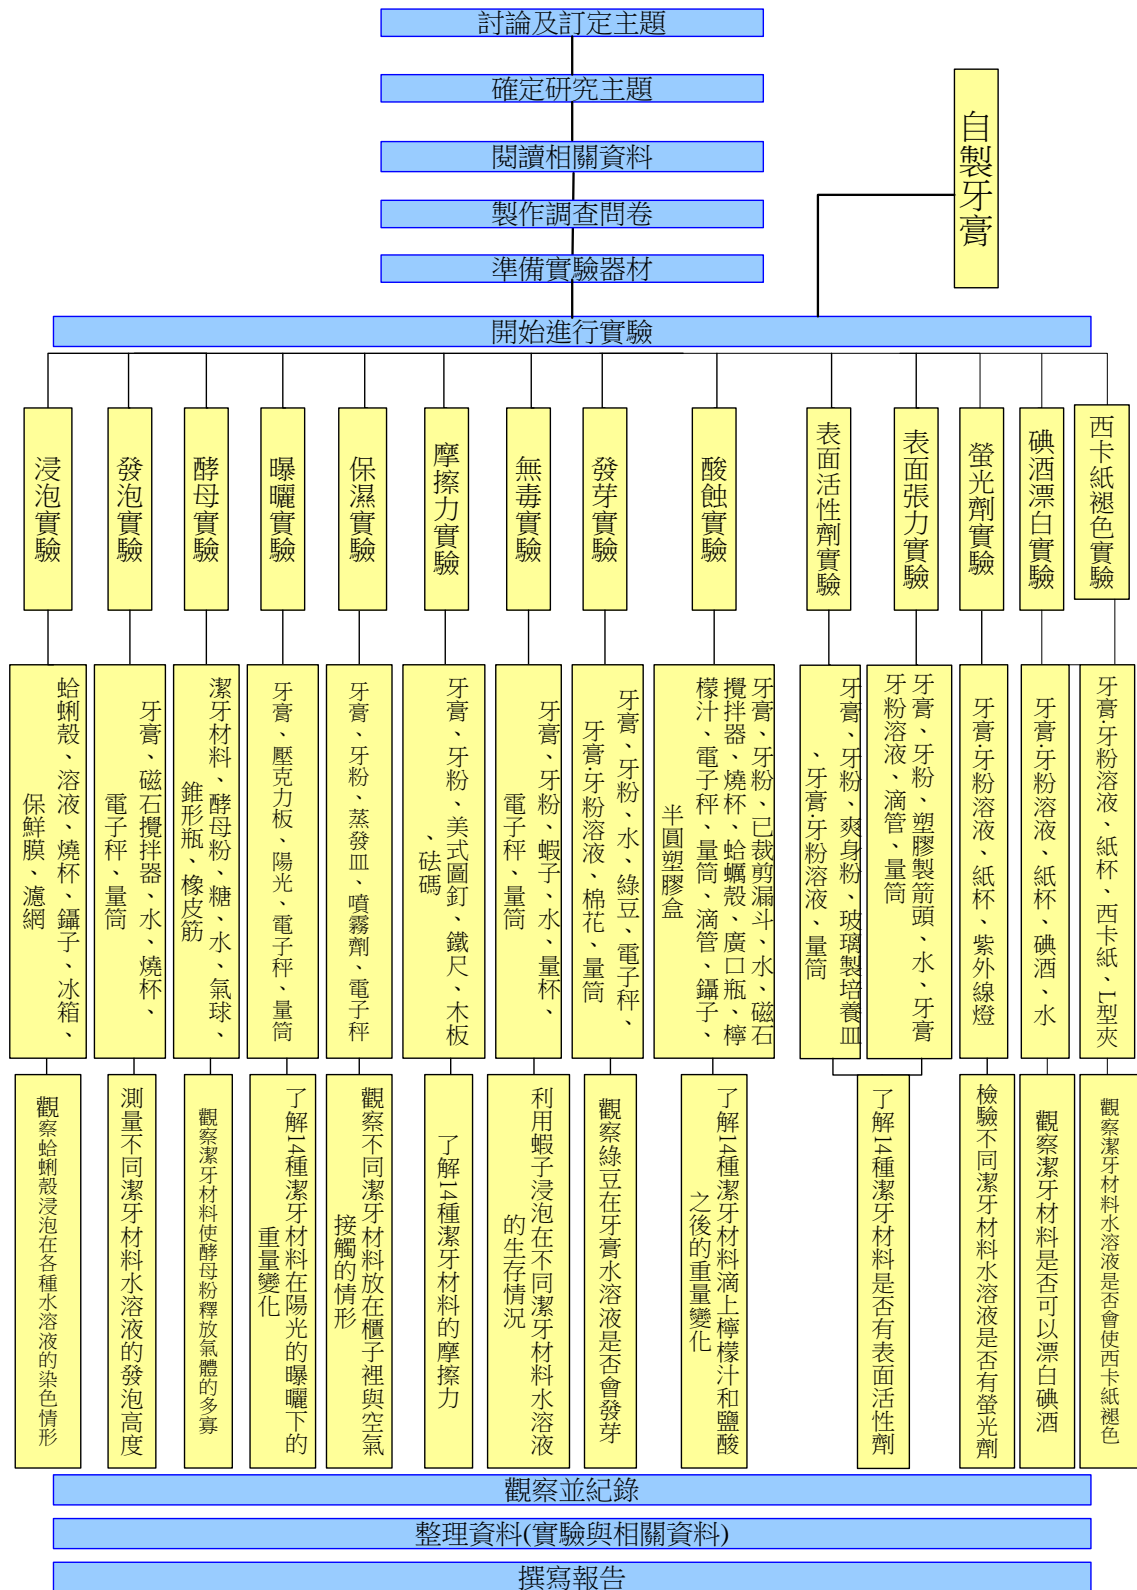 討論及訂定主題
確定研究主題
閱讀相關資料
製作調查問卷
準備實驗器材
自製牙膏
開始進行實驗
浸泡實驗
發泡實驗
酵母實驗
曝曬實驗
保濕實驗
摩擦力實驗
無毒實驗
發芽實驗
酸蝕實驗
表面活性劑實驗
表面張力實驗
螢光劑實驗
碘酒漂白實驗
西卡紙褪色實驗
蛤蜊殼、溶液、燒杯、鑷子、冰箱、
保鮮膜、濾網
牙膏、磁石攪拌器、水、燒杯、
電子秤、量筒
潔牙材料、酵母粉、糖、水、氣球、
錐形瓶、橡皮筋
牙膏、壓克力板、陽光、電子秤、量筒
牙膏、牙粉、蒸發皿、噴霧劑、電子秤
牙膏、牙粉、美式圖釘、鐵尺、木板
、砝碼
牙膏、牙粉、蝦子、水、量杯、
電子秤、量筒
牙膏、牙粉、水、綠豆、電子秤、
牙膏‧牙粉溶液、棉花、量筒
牙膏、牙粉、已裁剪漏斗、水、磁石
攪拌器、燒杯、蛤蠣殼、廣口瓶、檸
檬汁、電子秤、量筒、滴管、鑷子、
半圓塑膠盒
牙膏、牙粉、爽身粉、玻璃製培養皿
、牙膏‧牙粉溶液、量筒
牙膏、牙粉、塑膠製箭頭、水、牙膏
牙粉溶液、滴管、量筒
牙膏‧牙粉溶液、紙杯、紫外線燈
牙膏‧牙粉溶液、紙杯、碘酒、水
牙膏‧牙粉溶液、紙杯、西卡紙、L型夾
觀察蛤蜊殼浸泡在各種水溶液的染色情形
測量不同潔牙材料水溶液的發泡高度
觀察潔牙材料使酵母粉釋放氣體的多寡
了解14種潔牙材料在陽光的曝曬下的
重量變化
觀察不同潔牙材料放在櫃子裡與空氣
接觸的情形
了解14種潔牙材料的摩擦力
利用蝦子浸泡在不同潔牙材料水溶液
的生存情況
觀察綠豆在牙膏水溶液是否會發芽
了解14種潔牙材料滴上檸檬汁和鹽酸
之後的重量變化
了解14種潔牙材料是否有表面活性劑
檢驗不同潔牙材料水溶液是否有螢光劑
觀察潔牙材料是否可以漂白碘酒
觀察潔牙材料水溶液是否會使西卡紙褪色
觀察並紀錄
整理資料(實驗與相關資料)
撰寫報告